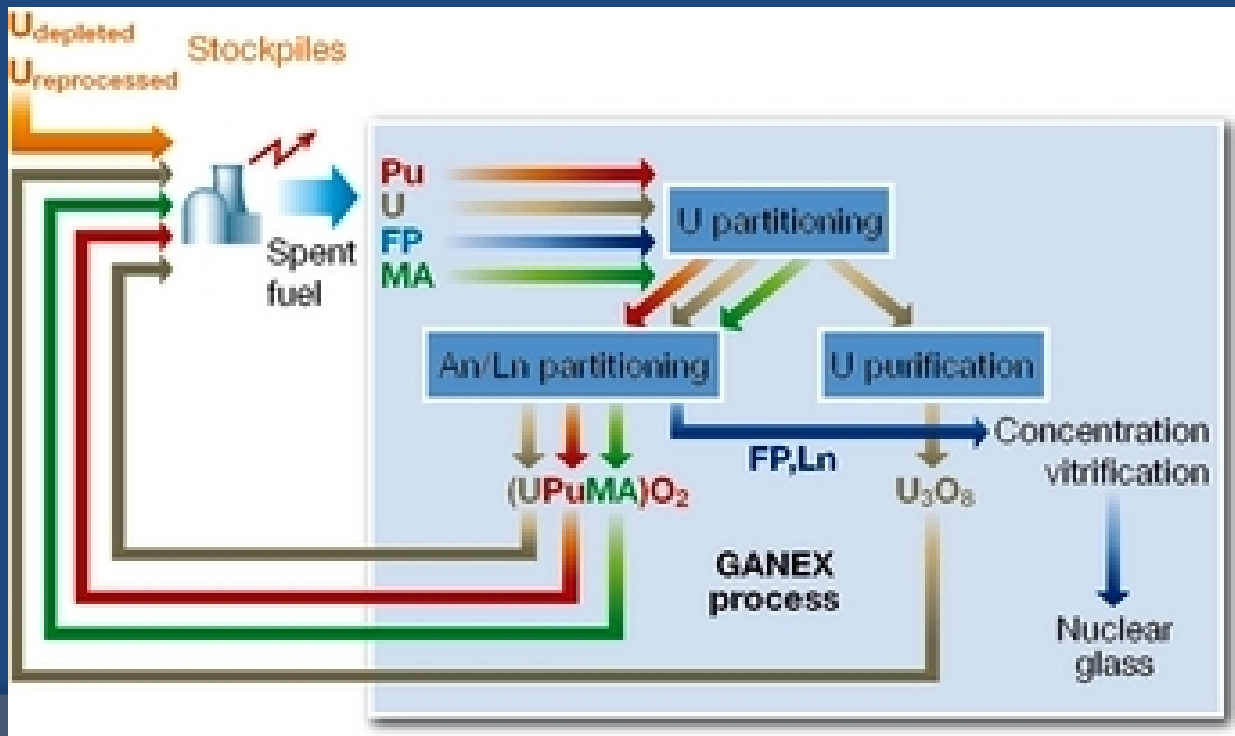 Udepleted
Stockpiles
Ureprocessed
Pu
U
FP
MA
U partitioning
Spent
fuel
An/Ln partitioning
U purification
Concentration
vitrification
FP,Ln
(UPuMA)O₂
U₃O₈
GANEX
process
Nuclear
glass